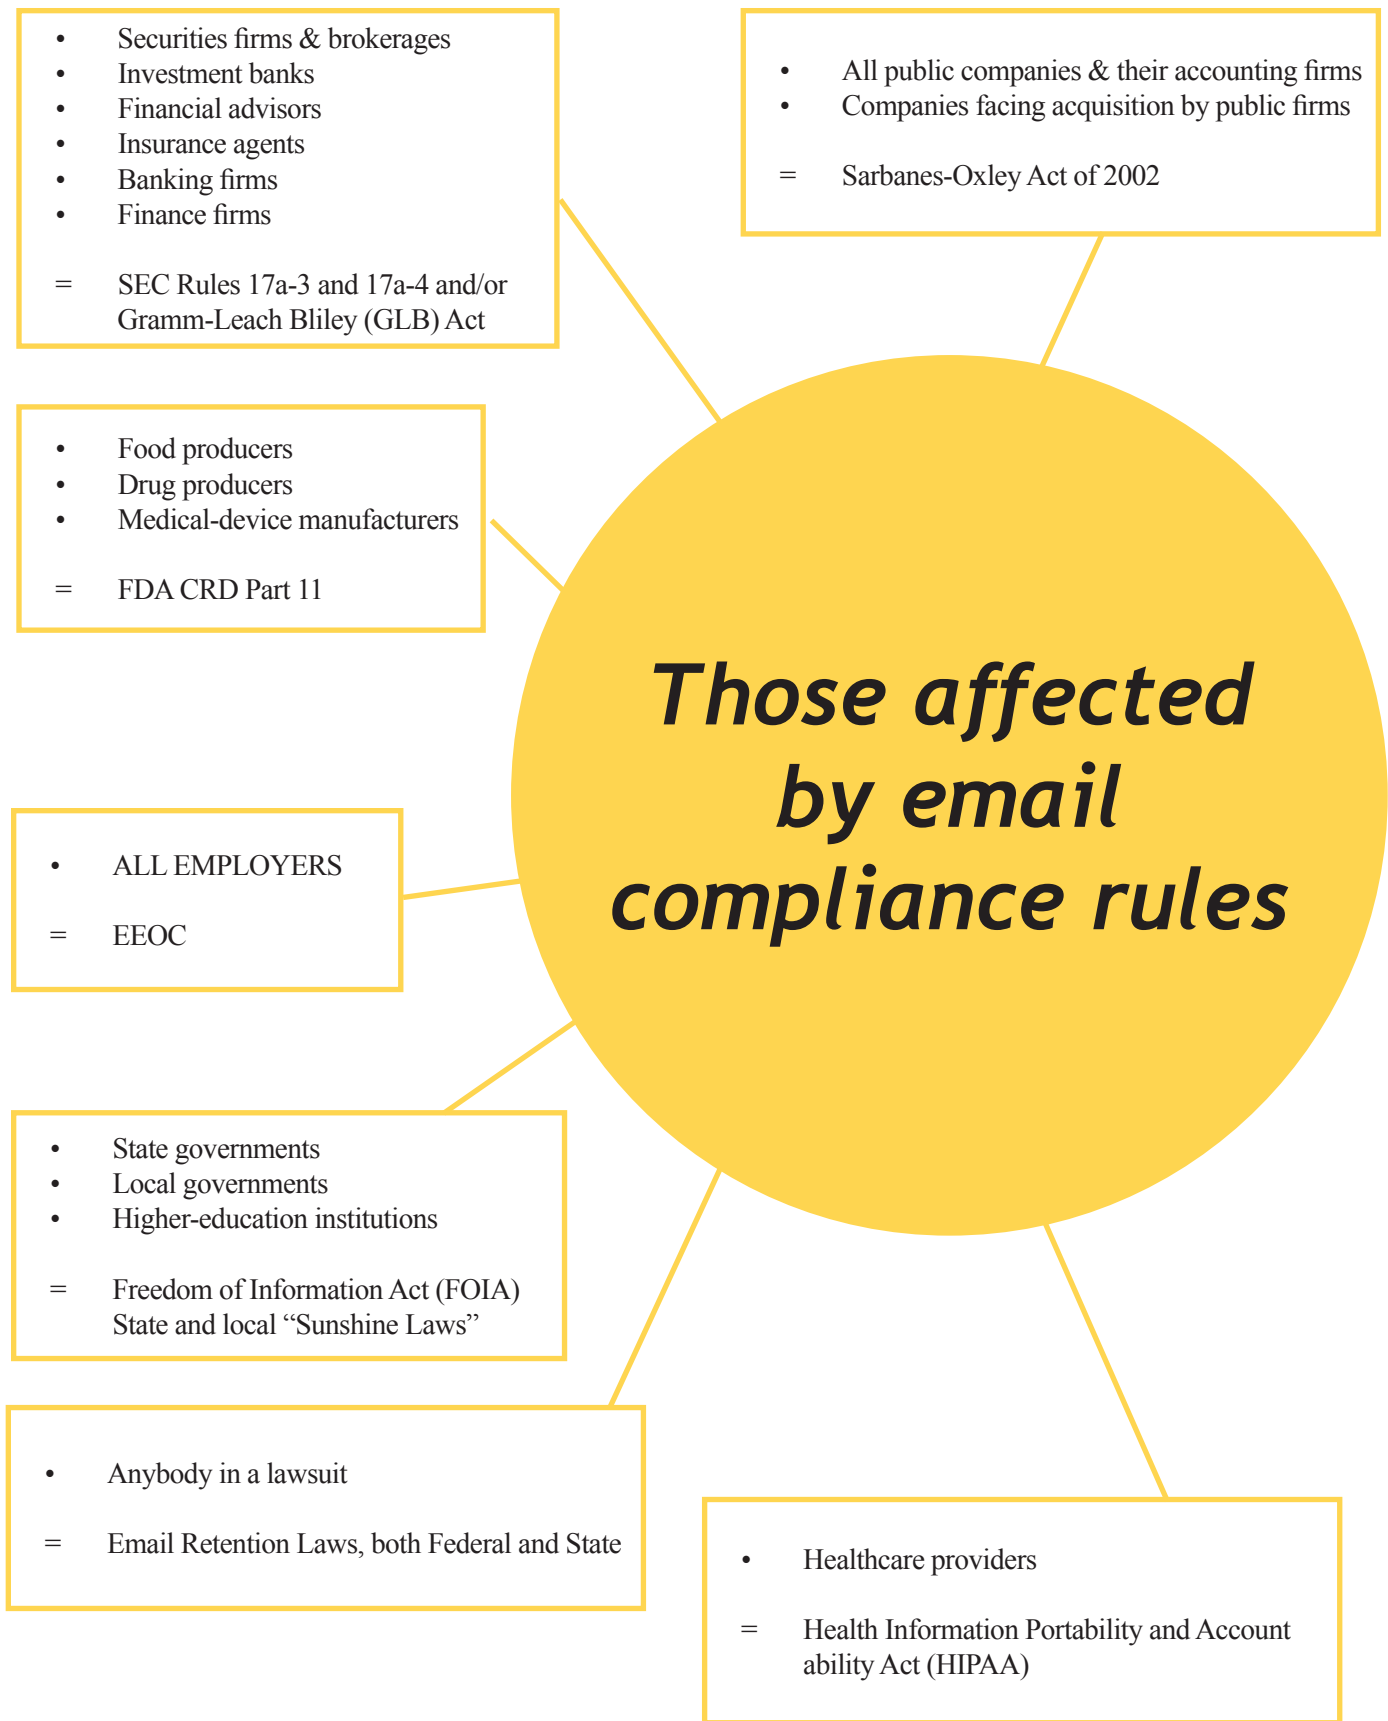 • Securities firms & brokerages
• Investment banks
• Financial advisors
• Insurance agents
• Banking firms
• Finance firms
= SEC Rules 17a-3 and 17a-4 and/or
Gramm-Leach Bliley (GLB) Act
• All public companies & their accounting firms
• Companies facing acquisition by public firms
= Sarbanes-Oxley Act of 2002
• Food producers
• Drug producers
• Medical-device manufacturers
= FDA CRD Part 11
Those affected
by email
compliance rules
• ALL EMPLOYERS
= EEOC
• State governments
• Local governments
• Higher-education institutions
= Freedom of Information Act (FOIA)
State and local “Sunshine Laws”
• Anybody in a lawsuit
= Email Retention Laws, both Federal and State
• Healthcare providers
= Health Information Portability and Account
ability Act (HIPAA)